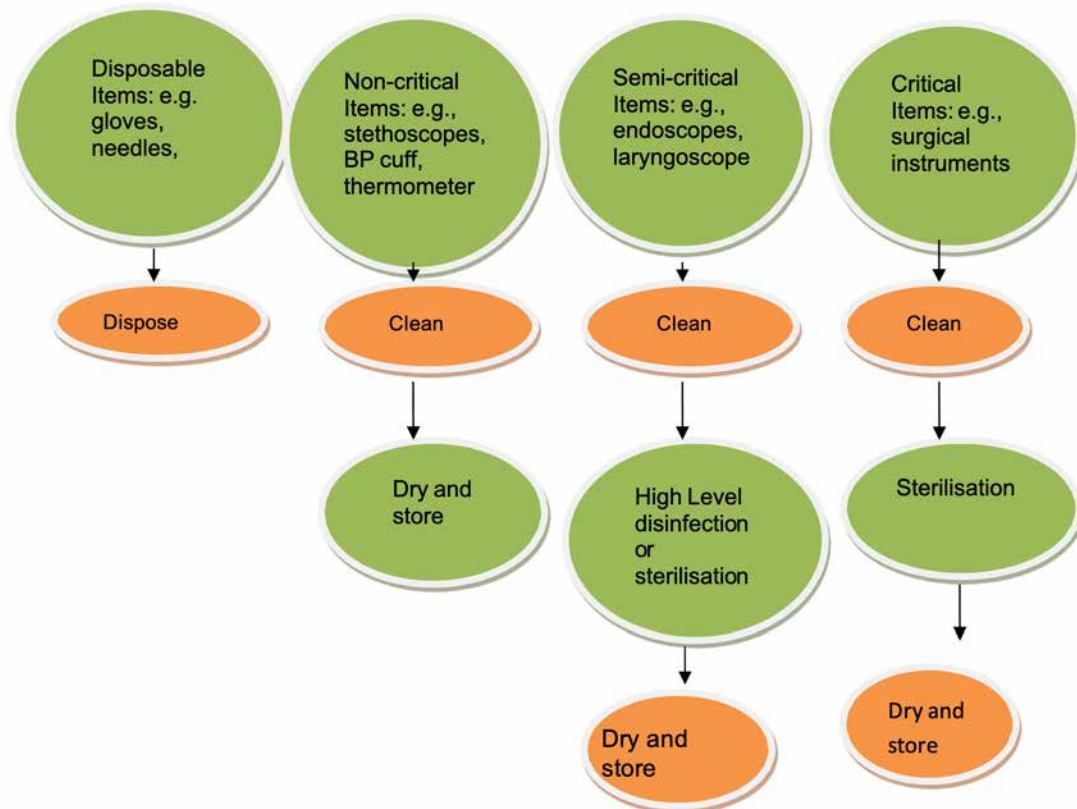 Disposable
Items: e.g.
gloves,
needles,
Non-critical
Items: e.g.,
stethoscopes,
BP cuff,
thermometer
Semi-critical
Items: e.g.,
endoscopes,
laryngoscope
Critical
Items: e.g.,
surgical
instruments
Dispose
Clean
Clean
Clean
Dry and
store
High Level
disinfection
or
sterilisation
Sterilisation
Dry and
store
Dry and
store